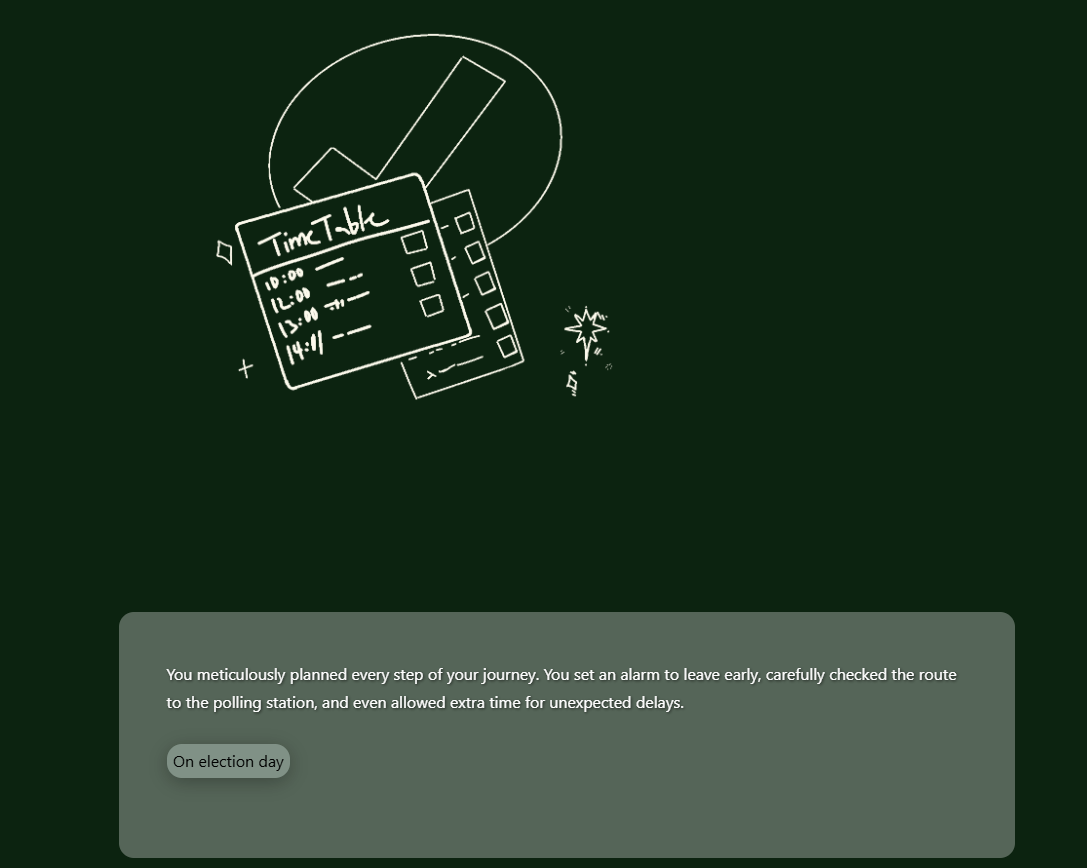 TimeTable
10:00
12:00
13:00
14:11
You meticulously planned every step of your journey. You set an alarm to leave early, carefully checked the route
to the polling station, and even allowed extra time for unexpected delays.
On election day